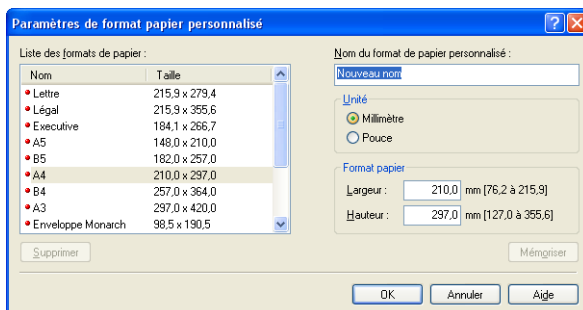 Paramètres de format papier personnalisé
Liste des formats de papier :
Nom Taille
Lettre 215,9 x 279,4
Légal 215,9 x 355,6
Executive 184,1 x 266,7
A5 148,0 x 210,0
B5 182,0 x 257,0
A4 210,0 x 297,0
B4 257,0 x 364,0
A3 297,0 x 420,0
Enveloppe Monarch 98,5 x 190,5
Supprimer
Nom du format de papier personnalisé :
Nouveau nom
Unité
Millimètre
Pouce
Format papier
Largeur : 210,0 mm [76,2 à 215,9]
Hauteur : 297,0 mm [127,0 à 355,6]
Mémoriser
OK Annuler Aide